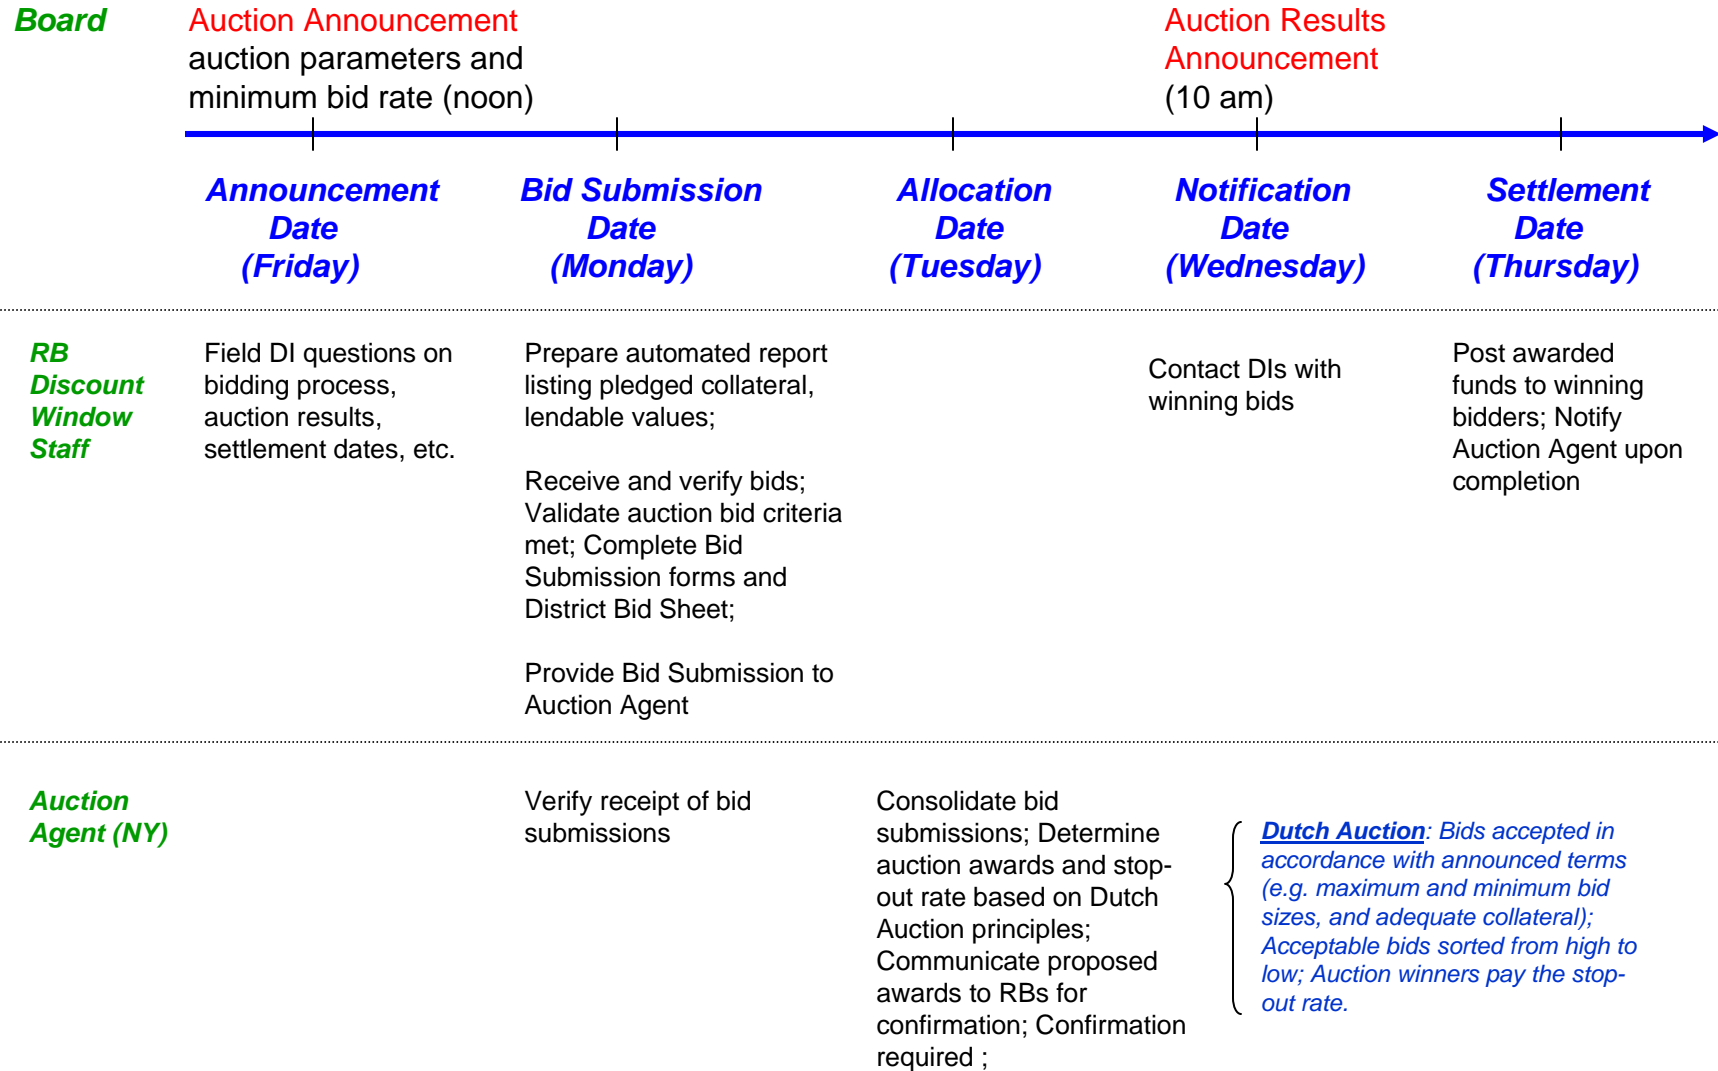 Board
Auction Announcement
auction parameters and
minimum bid rate (noon)
Auction Results
Announcement
(10 am)
Announcement
Date
(Friday)
Bid Submission
Date
(Monday)
Allocation
Date
(Tuesday)
Notification
Date
(Wednesday)
Settlement
Date
(Thursday)
RB
Discount
Window
Staff
Field DI questions on
bidding process,
auction results,
settlement dates, etc.
Prepare automated report
listing pledged collateral,
lendable values;
Receive and verify bids;
Validate auction bid criteria
met; Complete Bid
Submission forms and
District Bid Sheet;
Provide Bid Submission to
Auction Agent
Contact DIs with
winning bids
Post awarded
funds to winning
bidders; Notify
Auction Agent upon
completion
Auction
Agent (NY)
Verify receipt of bid
submissions
Consolidate bid
submissions; Determine
auction awards and stop-
out rate based on Dutch
Auction principles;
Communicate proposed
awards to RBs for
confirmation; Confirmation
required ;
Dutch Auction: Bids accepted in
accordance with announced terms
(e.g. maximum and minimum bid
sizes, and adequate collateral);
Acceptable bids sorted from high to
low; Auction winners pay the stop-
out rate.